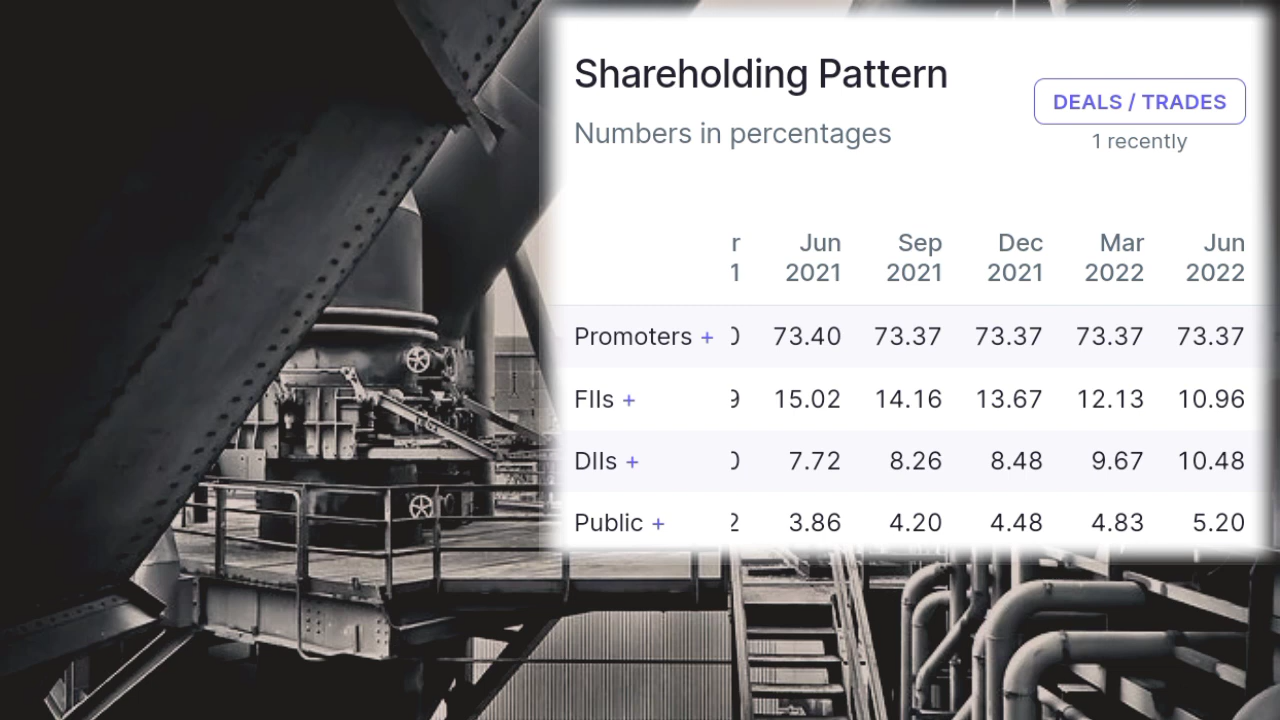 Shareholding Pattern
DEALS / TRADES
Numbers in percentages
1 recently
r Jun Sep Dec Mar Jun
1 2021 2021 2021 2022 2022
Promoters + 73.40 73.37 73.37 73.37 73.37
FIIs + 9 15.02 14.16 13.67 12.13 10.96
DIIs + 7.72 8.26 8.48 9.67 10.48
Public + 2 3.86 4.20 4.48 4.83 5.20